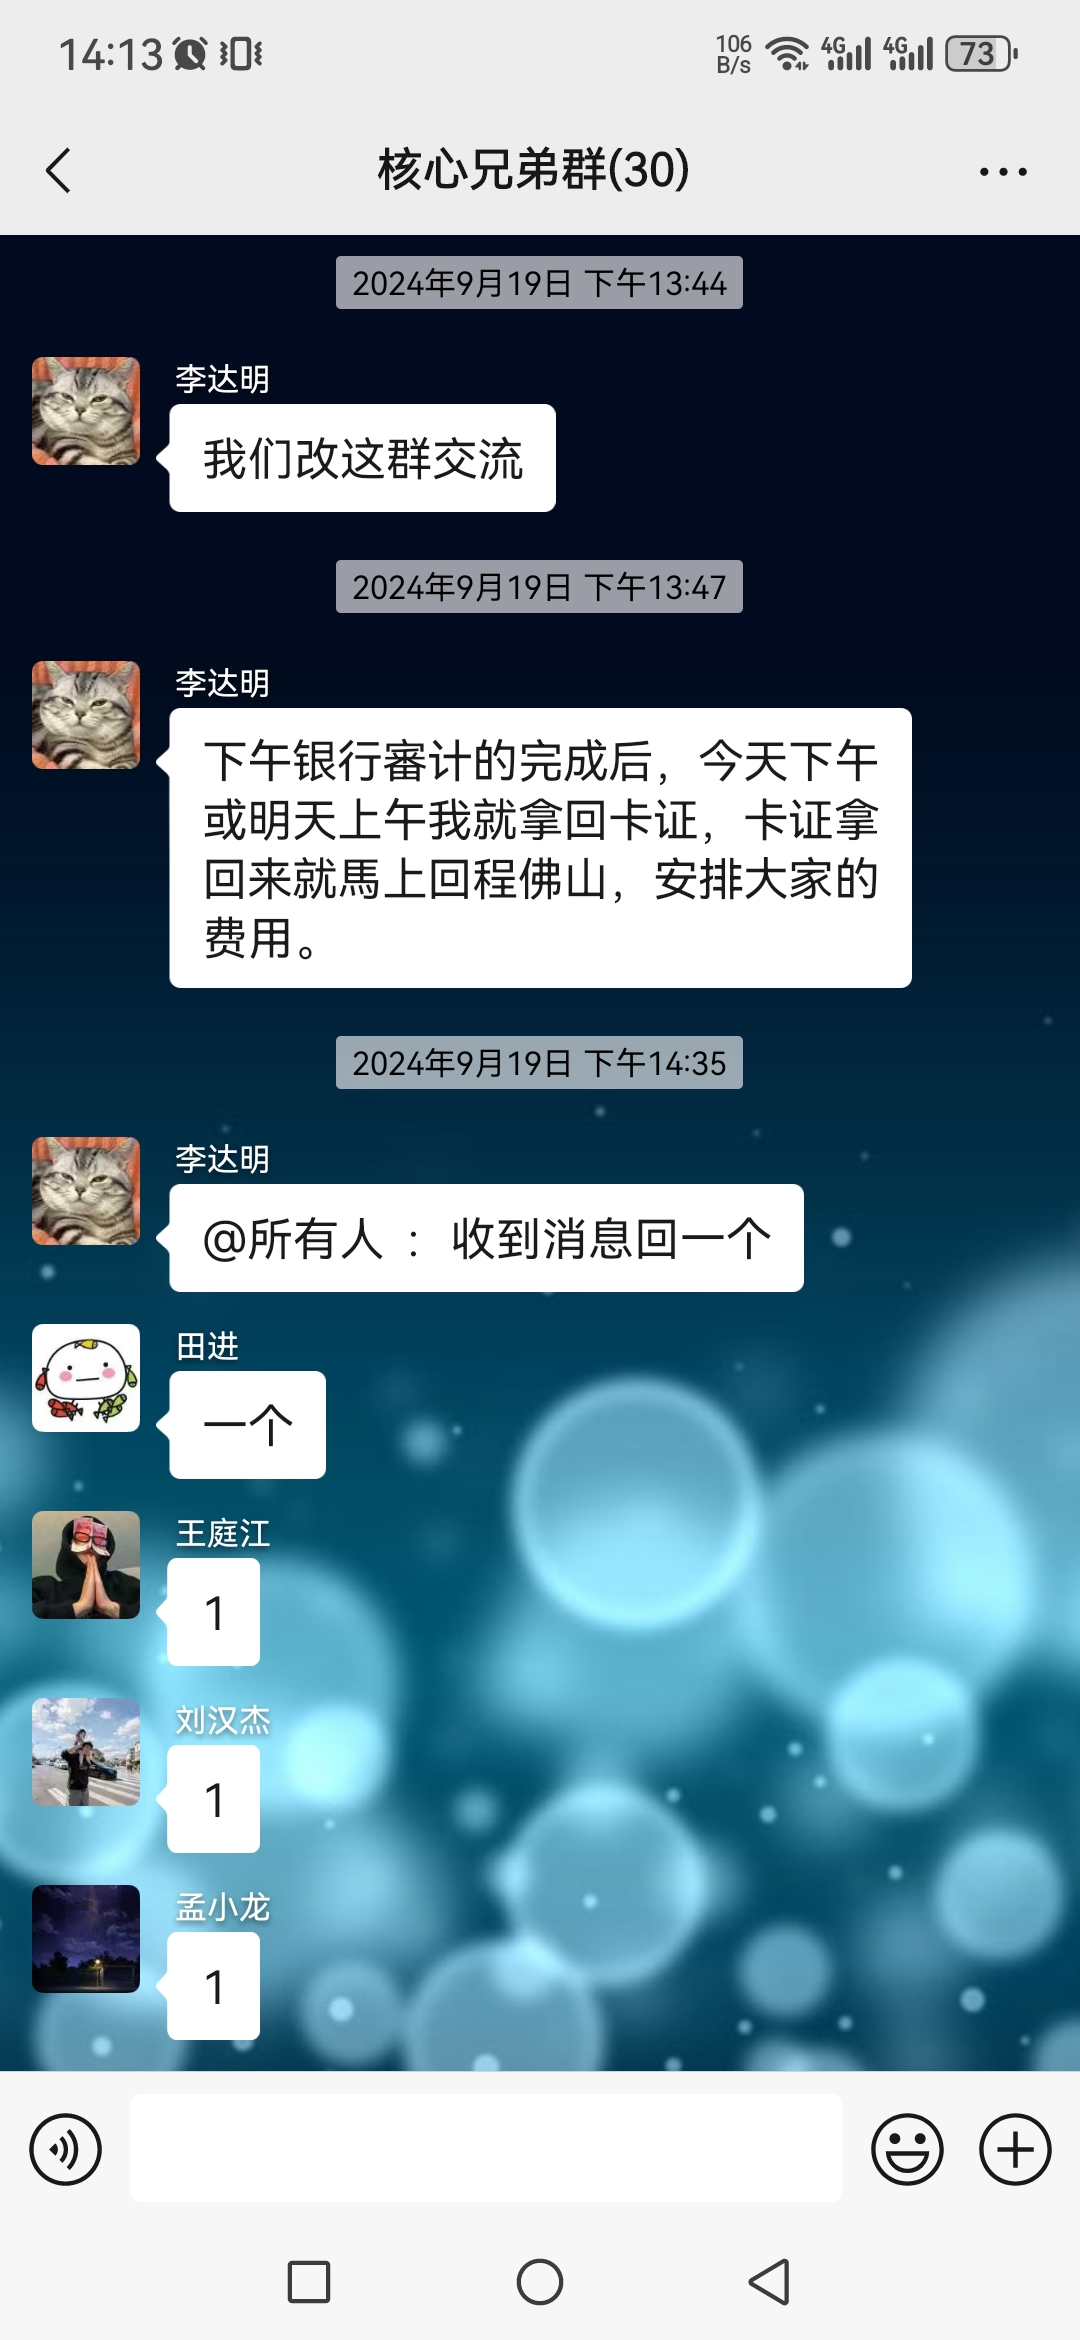 14:13
106
B/s
4G
4G
73
核心兄弟群(30)
2024年9月19日 下午13:44
李达明
我们改这群交流
2024年9月19日 下午13:47
李达明
下午银行審计的完成后，今天下午
或明天上午我就拿回卡证，卡证拿
回来就馬上回程佛山，安排大家的
费用。
2024年9月19日 下午14:35
李达明
@所有人 ：收到消息回一个
田进
一个
王庭江
1
刘汉杰
1
孟小龙
1